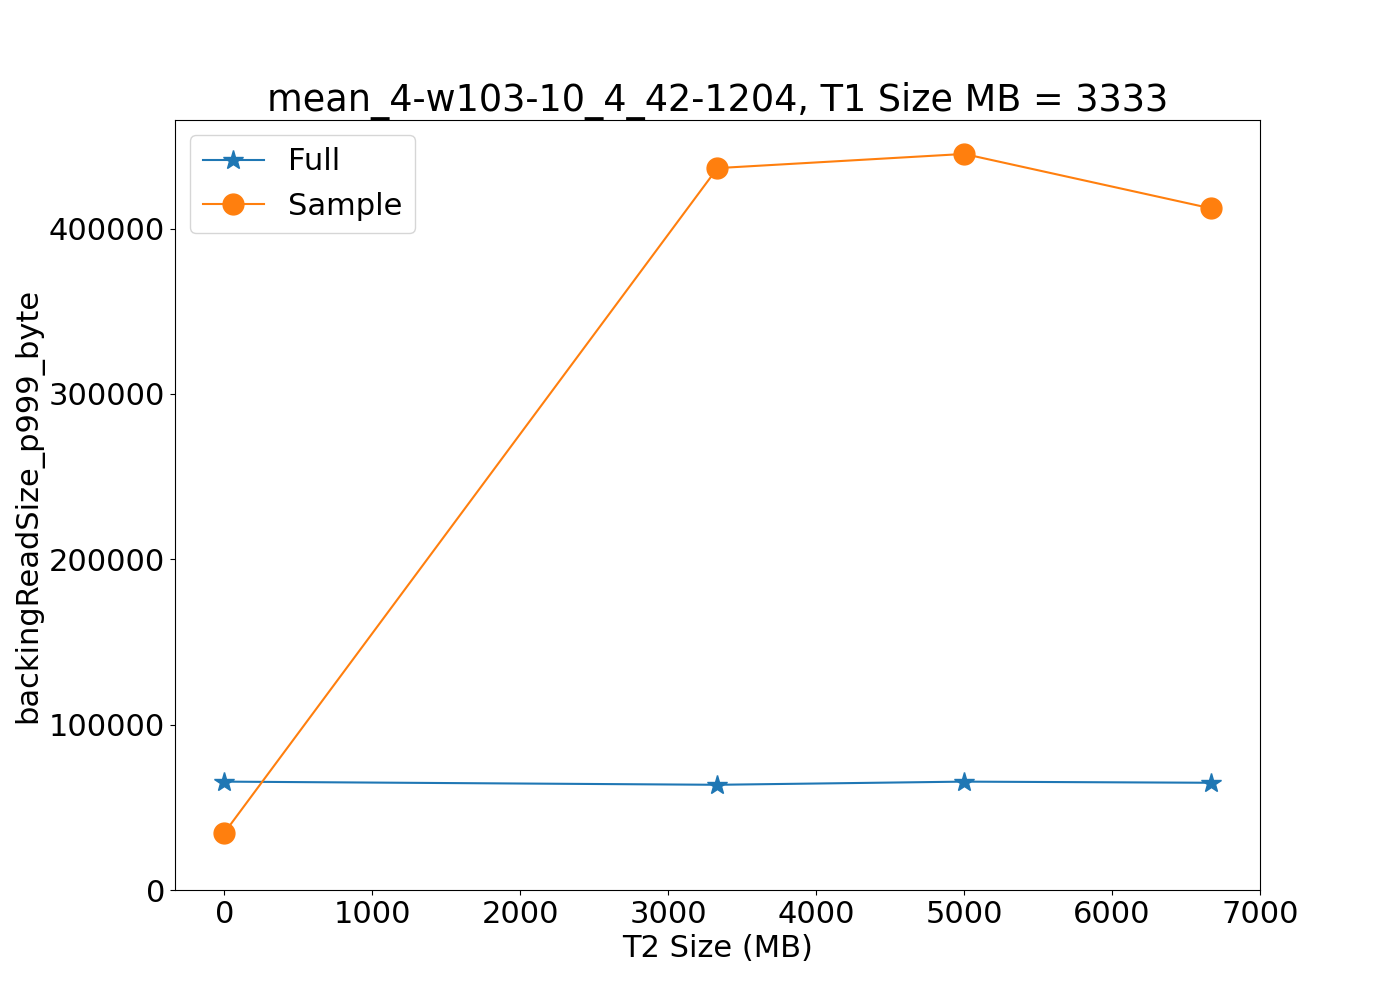 mean_4-w103-10_4_42-1204, T1 Size MB = 3333
Full
Sample
backingReadSize_p999_byte
400000
300000
200000
100000
0
0 1000 2000 3000 4000 5000 6000 7000
T2 Size (MB)